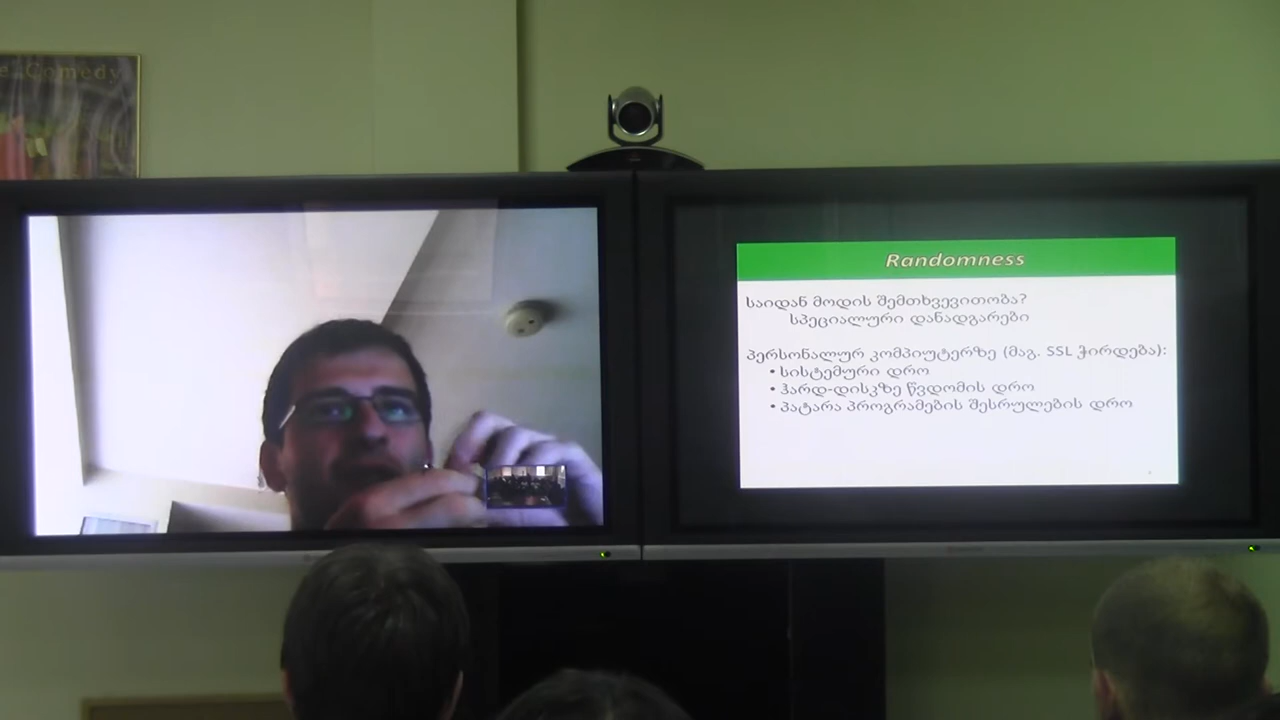 e Comedy
Randomness
საიდან მოდის შემთხვევითობა?
სპეციალური დანადგარები
პერსონალურ კომპიუტერზე (მაგ. SSL ჭირდება):
• სისტემური დრო
• ჰარდ-დისკზე წვდომის დრო
• პატარა პროგრამების შესრულების დრო